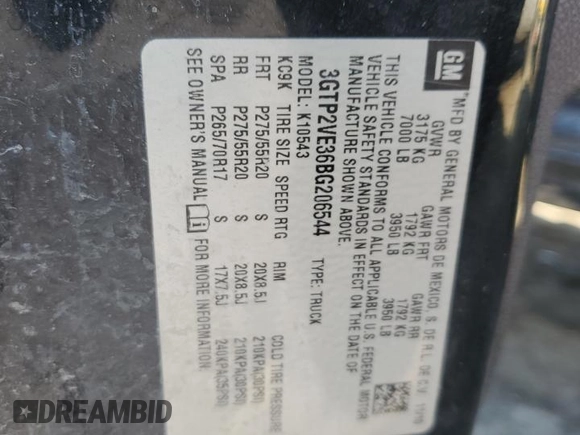 GM
"MFD BY GENERAL MOTORS DE MEXICO, S. DE R.L. DE C.V.
GVWR GAWR FRT GAWR RR
3175 KG 1792 KG 1792 KG
7000 LB 3950 LB 3950 LB
THIS VEHICLE CONFORMS TO ALL APPLICABLE U.S. FEDERAL MOTOR
VEHICLE SAFETY STANDARDS IN EFFECT ON THE DATE OF
MANUFACTURE SHOWN ABOVE.
3GTP2VE36BG206544 TYPE: TRUCK
MODEL: K10543
KC9K TIRE SIZE SPEED RTG RIM COLD TIRE PRESSURE
FRT P275/55R20 S 20X8.5J 210KPA(30PSI)
RR P275/55R20 S 20X8.5J 210KPA(30PSI)
SPA P265/70R17 S 17X7.5J 240KPA(35PSI)
SEE OWNER'S MANUAL FOR MORE INFORMATION
DREAMBID